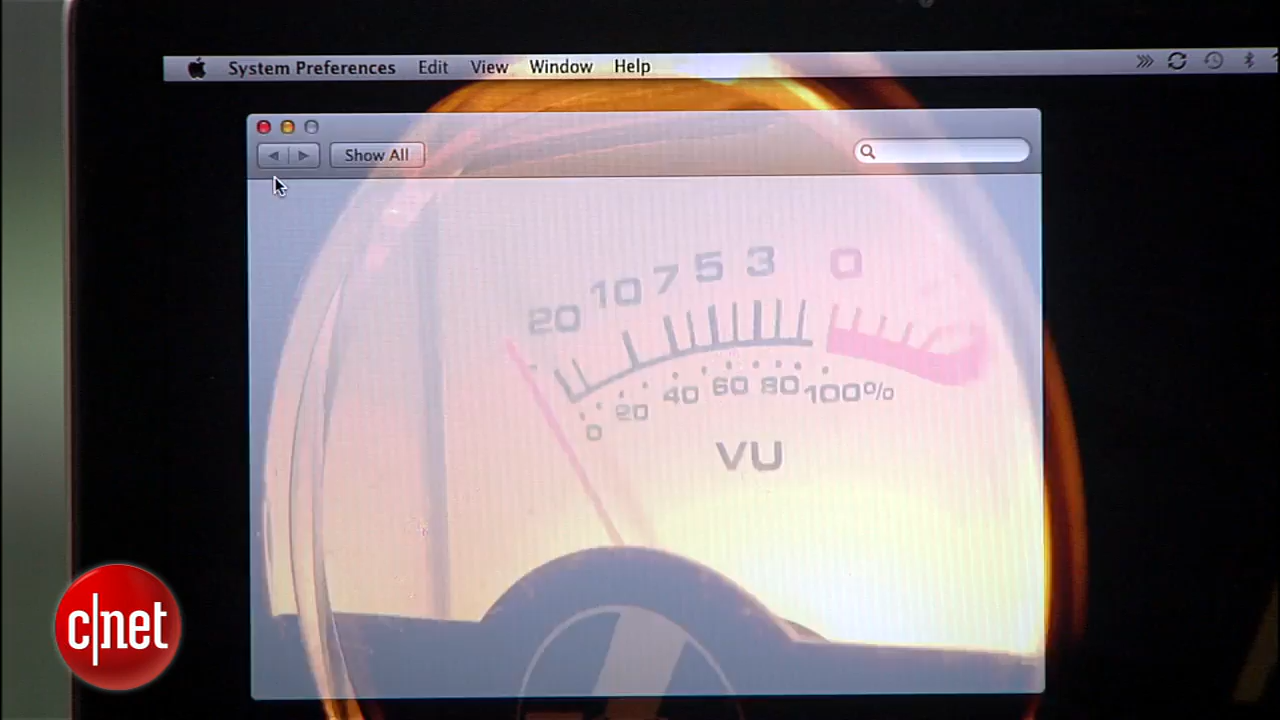 System Preferences Edit View Window Help
Show All
20 10 7 5 3 0
0 20 40 60 80 100%
VU
c|net